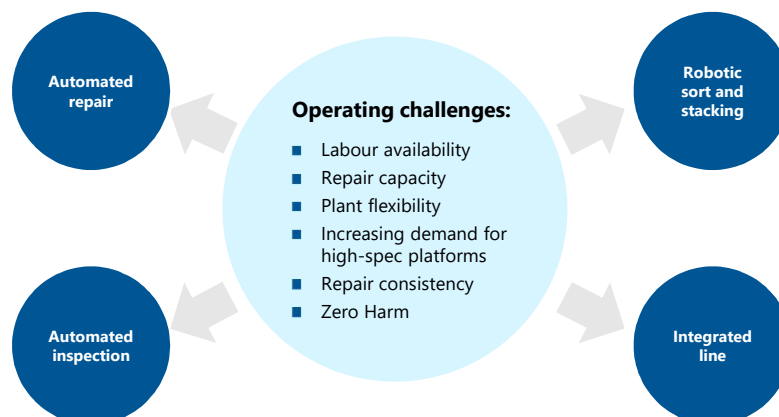 Automated
repair
Robotic
sort and
stacking
Operating challenges:
Labour availability
Repair capacity
Plant flexibility
Increasing demand for
high-spec platforms
Repair consistency
Zero Harm
Automated
inspection
Integrated
line